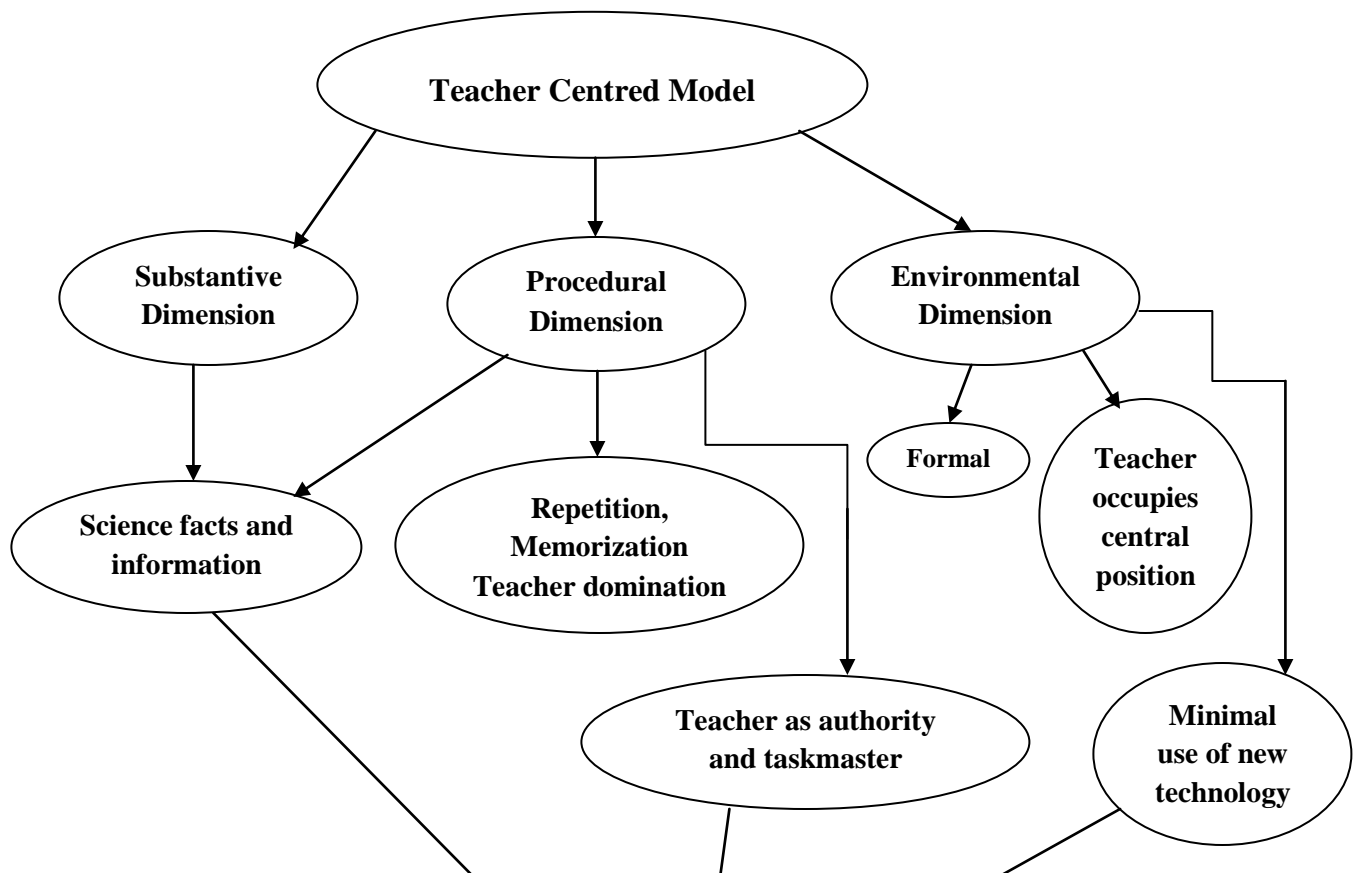 Teacher Centred Model
Substantive
Dimension
Procedural
Dimension
Environmental
Dimension
Science facts and
information
Repetition,
Memorization
Teacher domination
Formal
Teacher
occupies
central
position
Teacher as authority
and taskmaster
Minimal
use of new
technology